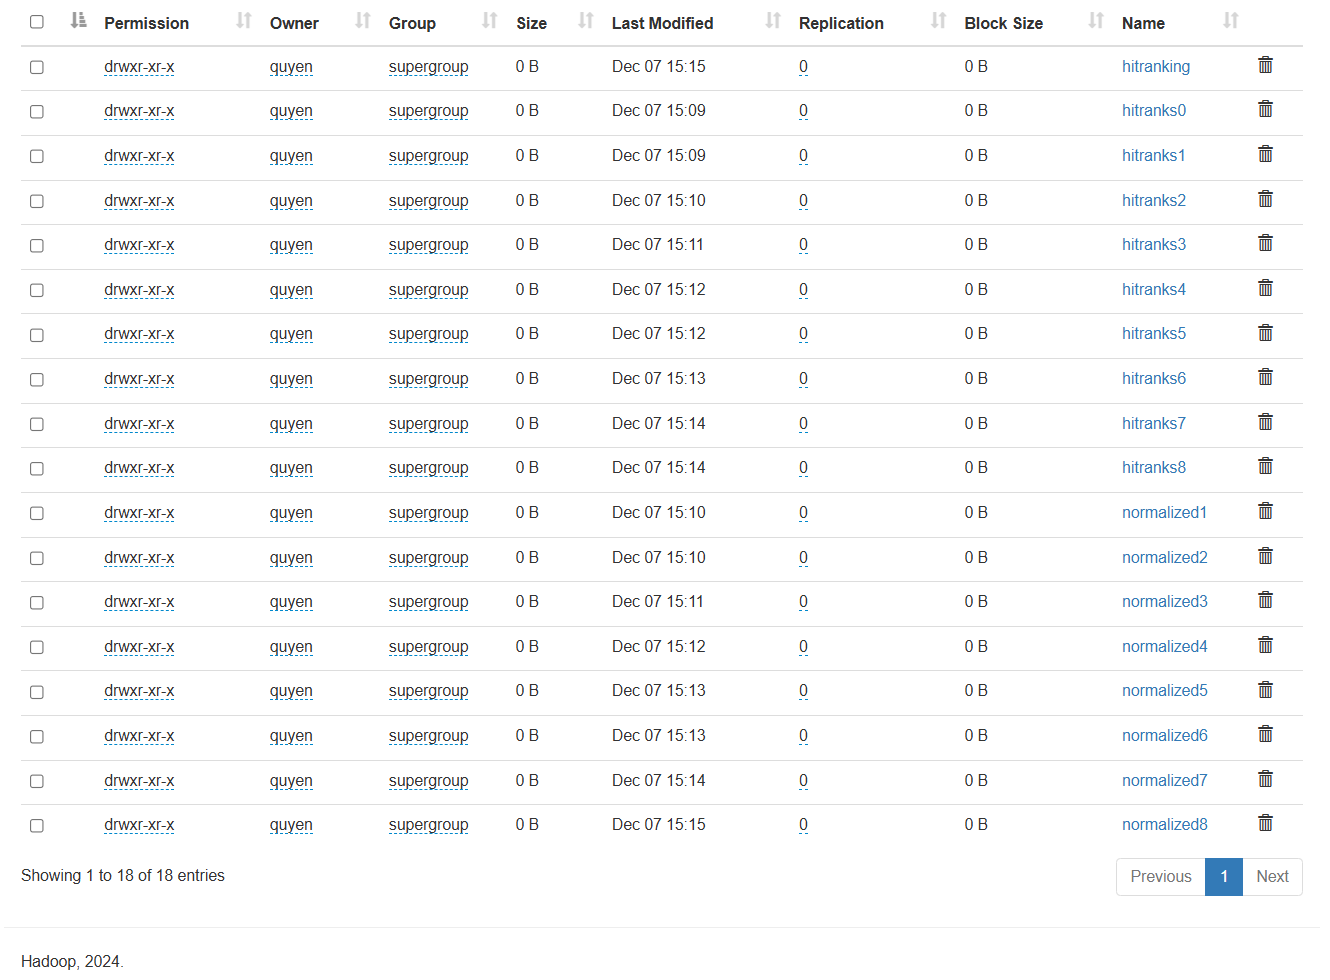 Permission Owner Group Size Last Modified Replication Block Size Name
drwxr-xr-x quyen supergroup 0 B Dec 07 15:15 0 0 B hitranking
drwxr-xr-x quyen supergroup 0 B Dec 07 15:09 0 0 B hitranks0
drwxr-xr-x quyen supergroup 0 B Dec 07 15:09 0 0 B hitranks1
drwxr-xr-x quyen supergroup 0 B Dec 07 15:10 0 0 B hitranks2
drwxr-xr-x quyen supergroup 0 B Dec 07 15:11 0 0 B hitranks3
drwxr-xr-x quyen supergroup 0 B Dec 07 15:12 0 0 B hitranks4
drwxr-xr-x quyen supergroup 0 B Dec 07 15:12 0 0 B hitranks5
drwxr-xr-x quyen supergroup 0 B Dec 07 15:13 0 0 B hitranks6
drwxr-xr-x quyen supergroup 0 B Dec 07 15:14 0 0 B hitranks7
drwxr-xr-x quyen supergroup 0 B Dec 07 15:14 0 0 B hitranks8
drwxr-xr-x quyen supergroup 0 B Dec 07 15:10 0 0 B normalized1
drwxr-xr-x quyen supergroup 0 B Dec 07 15:10 0 0 B normalized2
drwxr-xr-x quyen supergroup 0 B Dec 07 15:11 0 0 B normalized3
drwxr-xr-x quyen supergroup 0 B Dec 07 15:12 0 0 B normalized4
drwxr-xr-x quyen supergroup 0 B Dec 07 15:13 0 0 B normalized5
drwxr-xr-x quyen supergroup 0 B Dec 07 15:13 0 0 B normalized6
drwxr-xr-x quyen supergroup 0 B Dec 07 15:14 0 0 B normalized7
drwxr-xr-x quyen supergroup 0 B Dec 07 15:15 0 0 B normalized8
Showing 1 to 18 of 18 entries Previous 1 Next
Hadoop, 2024.